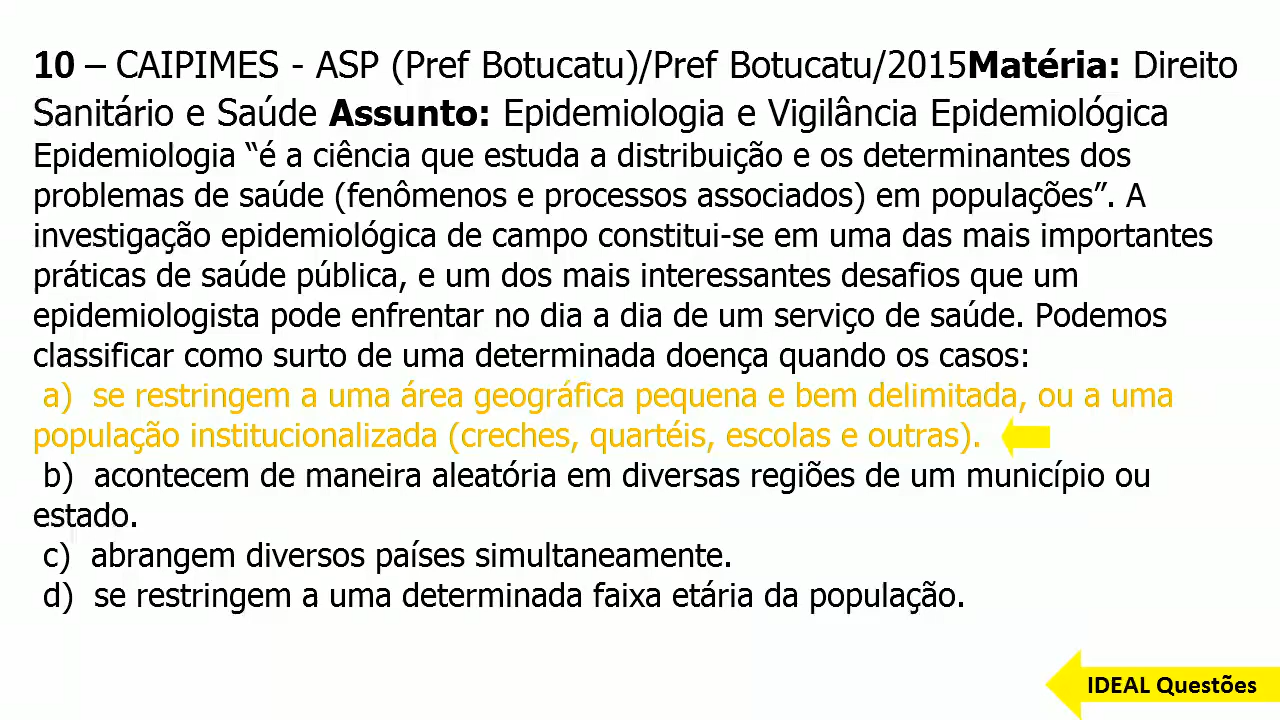 10 – CAIPIMES - ASP (Pref Botucatu)/Pref Botucatu/2015Matéria: Direito
Sanitário e Saúde Assunto: Epidemiologia e Vigilância Epidemiológica
Epidemiologia “é a ciência que estuda a distribuição e os determinantes dos
problemas de saúde (fenômenos e processos associados) em populações”. A
investigação epidemiológica de campo constitui-se em uma das mais importantes
práticas de saúde pública, e um dos mais interessantes desafios que um
epidemiologista pode enfrentar no dia a dia de um serviço de saúde. Podemos
classificar como surto de uma determinada doença quando os casos:
a) se restringem a uma área geográfica pequena e bem delimitada, ou a uma
população institucionalizada (creches, quartéis, escolas e outras).
b) acontecem de maneira aleatória em diversas regiões de um município ou
estado.
c) abrangem diversos países simultaneamente.
d) se restringem a uma determinada faixa etária da população.
IDEAL Questões